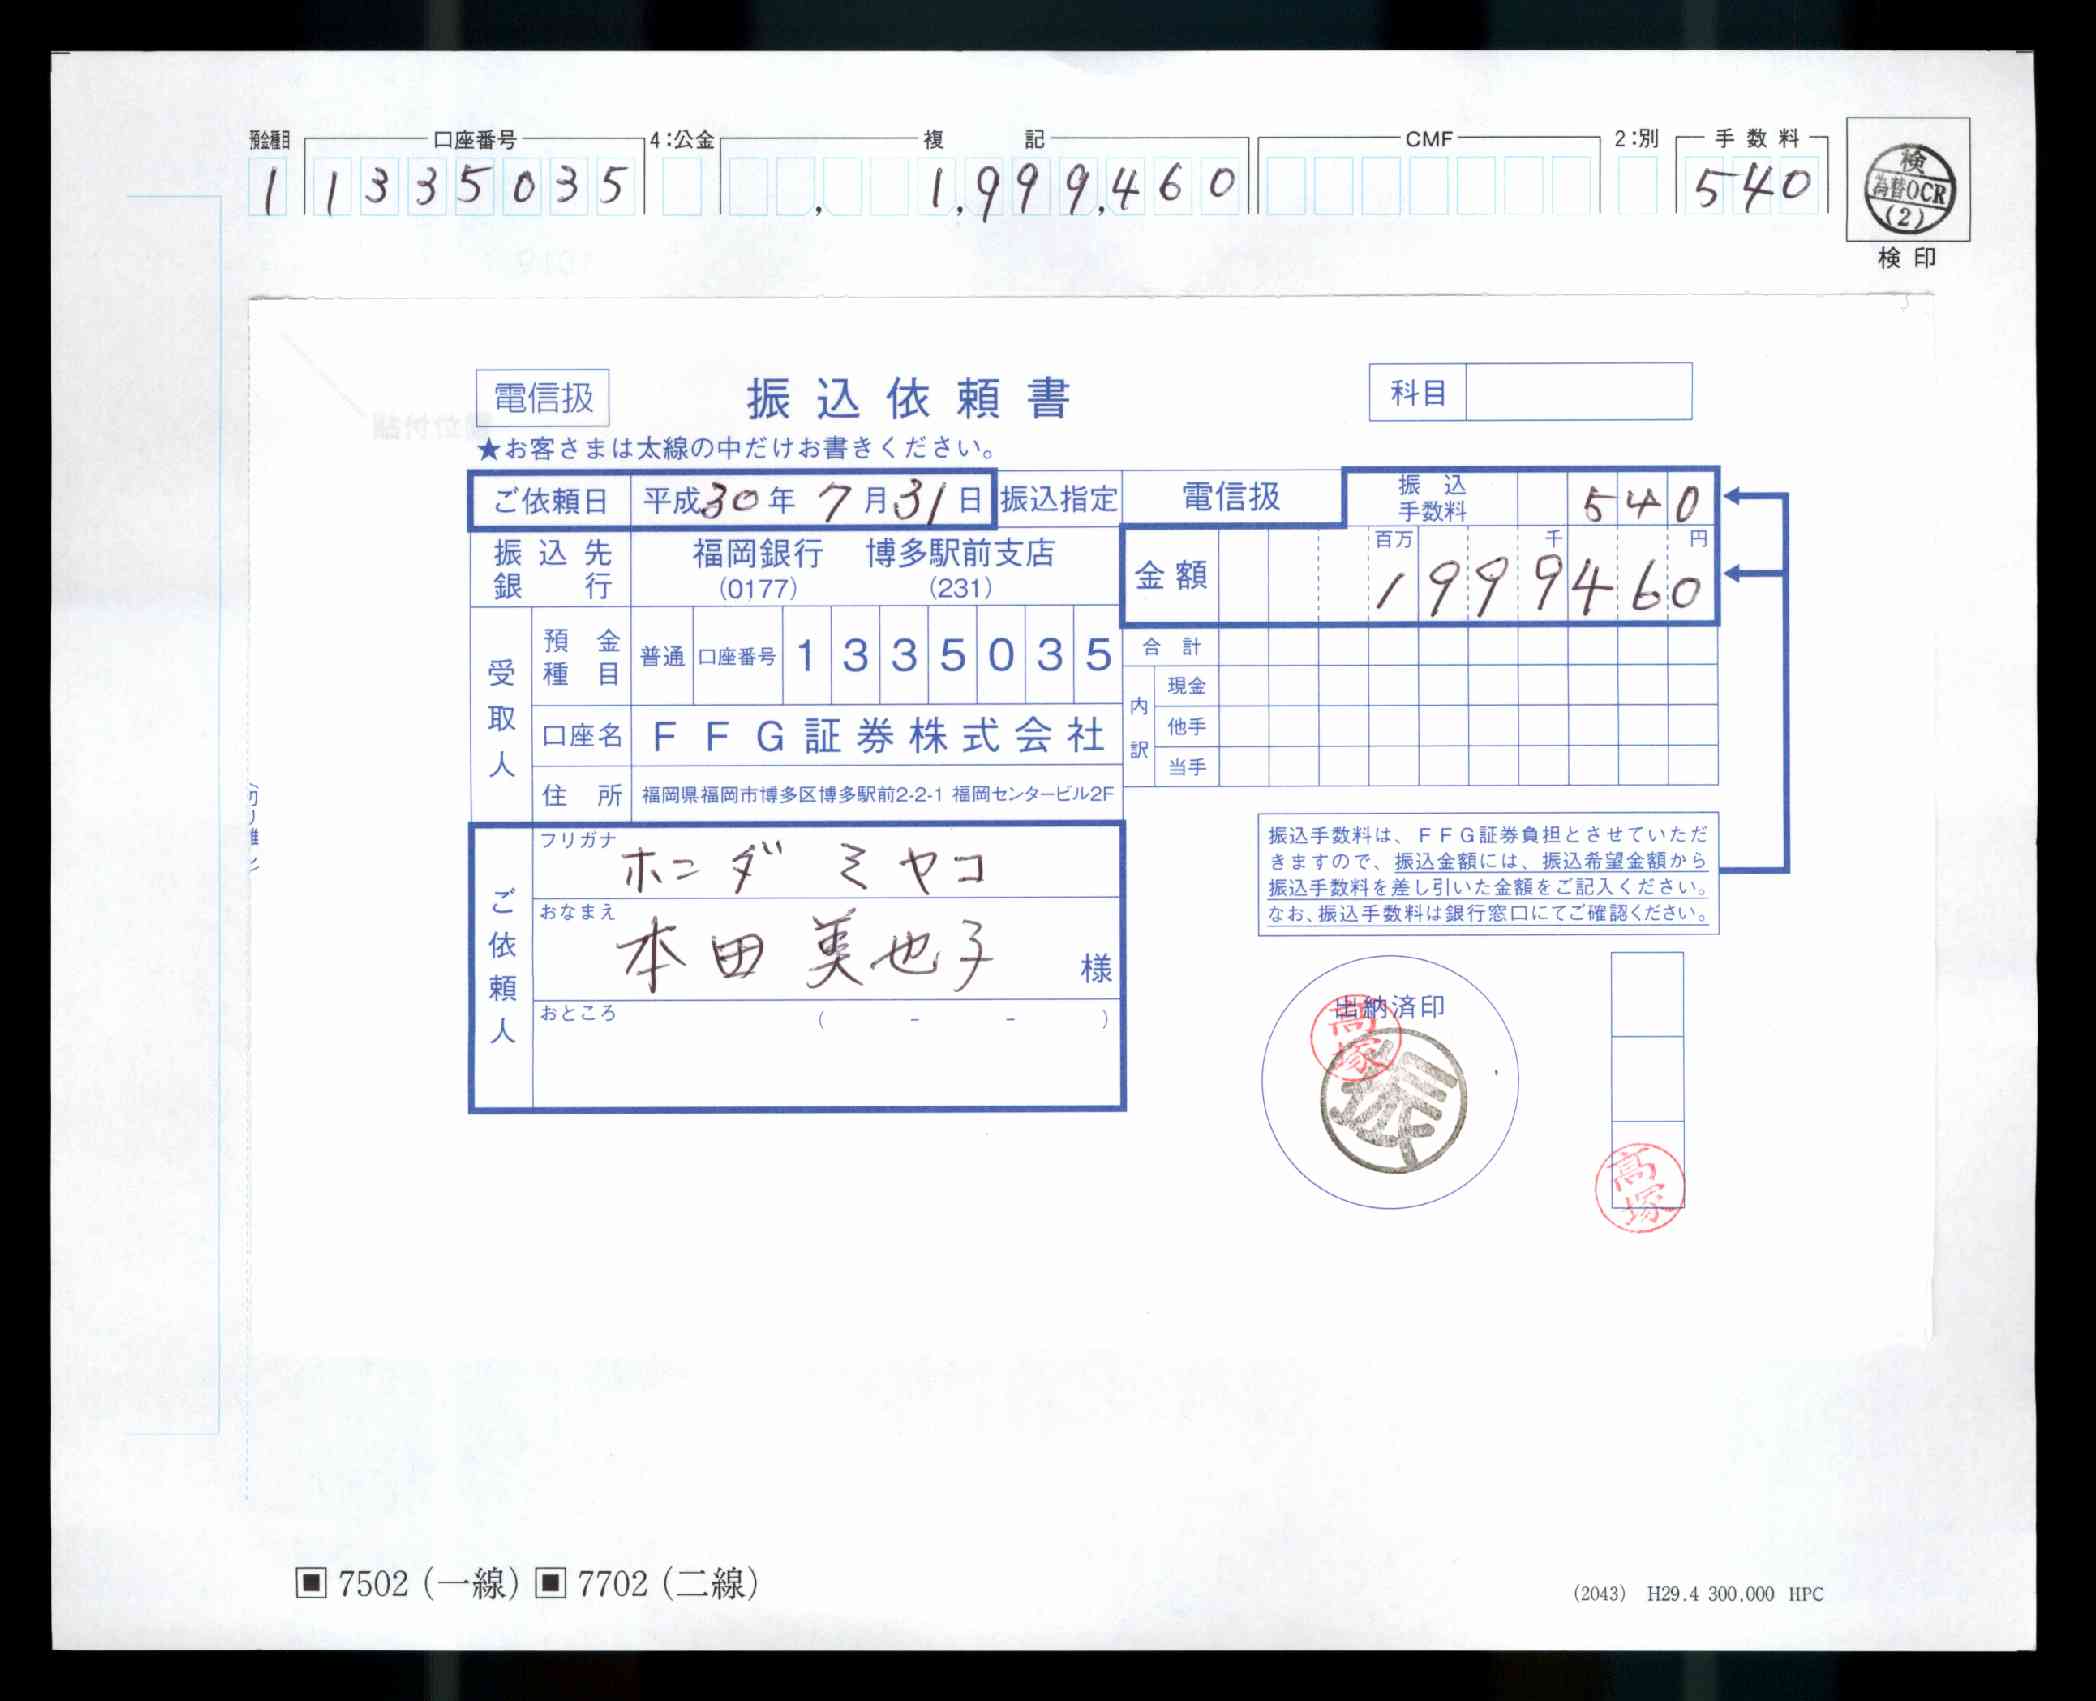 預金種目 口座番号 4:公金 複記 CMF 2:別 手数料
1 1335035 1,999,460 540
検
為替OCR
(2)
検印
電信扱 振込依頼書 科目
★お客さまは太線の中だけお書きください。
ご依頼日 平成30年7月31日 振込指定 電信扱 振込手数料 540
振込先銀行 福岡銀行 博多駅前支店
(0177) (231)
金額 百万 千 円
1999460
受取人 預金種目 普通 口座番号 1335035
口座名 FFG証券株式会社
住所 福岡県福岡市博多区博多駅前2-2-1 福岡センタービル2F
合計
内訳 現金
他手
当手
ご依頼人 フリガナ ホンダ ミヤコ
おなまえ 本田美也子 様
おところ ( - - )
振込手数料は、FFG証券負担とさせていただ
きますので、振込金額には、振込希望金額から
振込手数料を差し引いた金額をご記入ください。
なお、振込手数料は銀行窓口にてご確認ください。
出納済印
高塚
振
高塚
7502(一線) 7702(二線)
(2043) H29.4 300,000 HPC